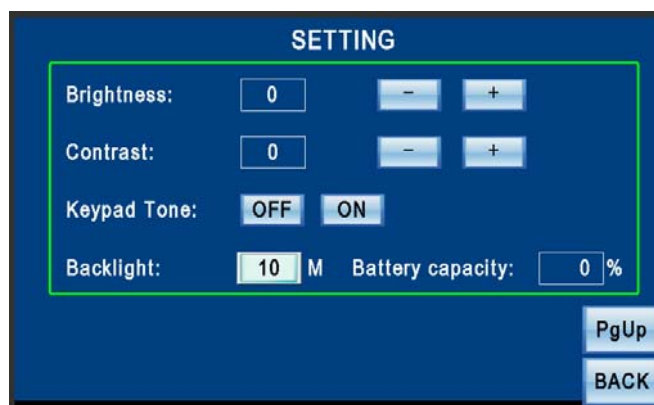 SETTING
Brightness: 0 - +
Contrast: 0 - +
Keypad Tone: OFF ON
Backlight: 10 M Battery capacity: 0 %
PgUp
BACK